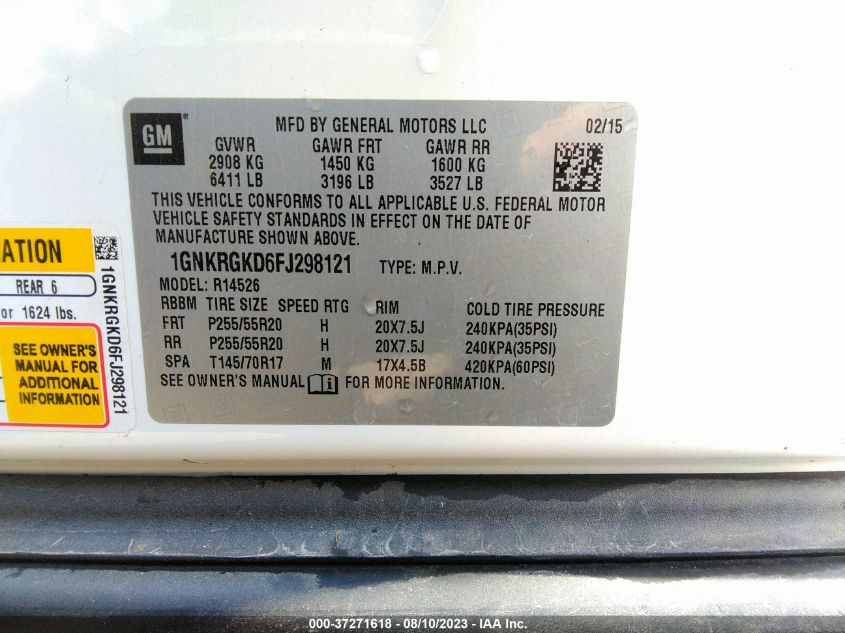 GM
MFD BY GENERAL MOTORS LLC 02/15
GVWR GAWR FRT GAWR RR
2908 KG 1450 KG 1600 KG
6411 LB 3196 LB 3527 LB
THIS VEHICLE CONFORMS TO ALL APPLICABLE U.S. FEDERAL MOTOR
VEHICLE SAFETY STANDARDS IN EFFECT ON THE DATE OF
MANUFACTURE SHOWN ABOVE.
1GNKRGKD6FJ298121 TYPE: M.P.V.
MODEL: R14526
RBBM TIRE SIZE SPEED RTG RIM COLD TIRE PRESSURE
FRT P255/55R20 H 20X7.5J 240KPA(35PSI)
RR P255/55R20 H 20X7.5J 240KPA(35PSI)
SPA T145/70R17 M 17X4.5B 420KPA(60PSI)
SEE OWNER'S MANUAL FOR MORE INFORMATION.
ATION
REAR 6
or 1624 lbs.
SEE OWNER'S
MANUAL FOR
ADDITIONAL
INFORMATION
1GNKRGKD6FJ298121
000-37271618 - 08/10/2023 - IAA Inc.